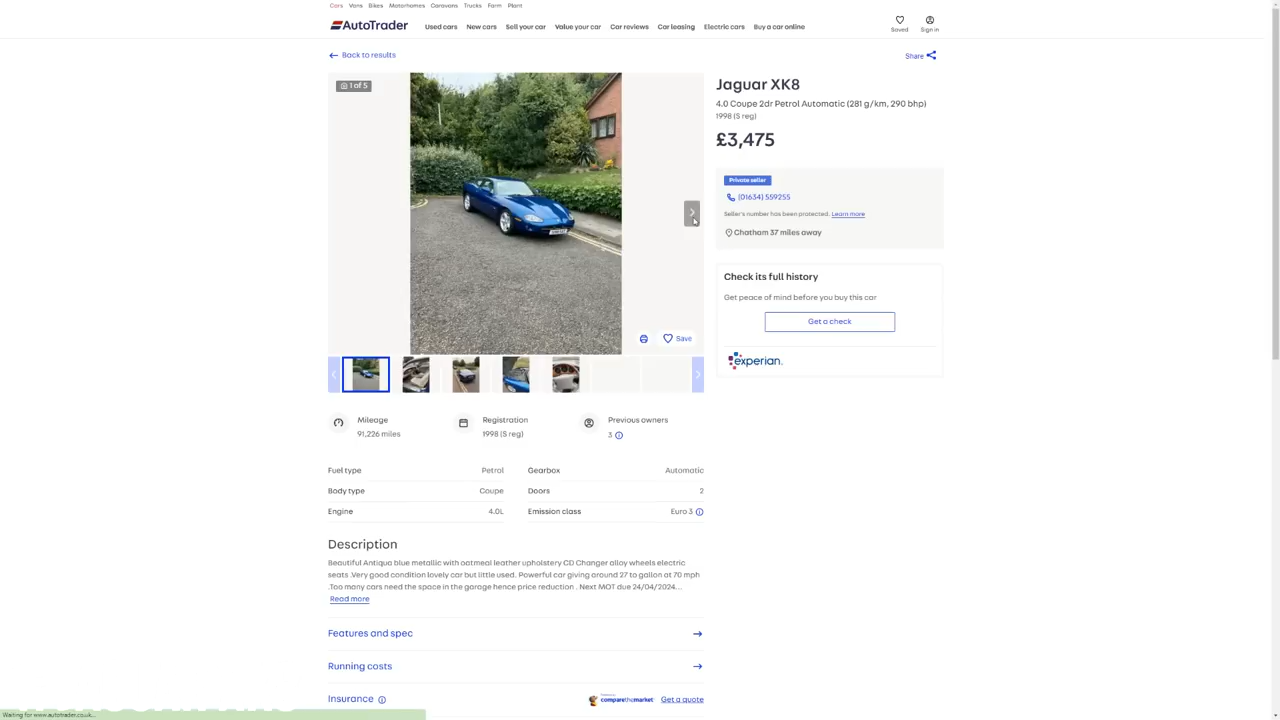 Cars Vans Bikes Motorhomes Caravans Trucks Farm Plant
AutoTrader
Used cars New cars Sell your car Value your car Car reviews Car leasing Electric cars Buy a car online
Saved Sign in
Back to results
Share
1 of 5
Save
Jaguar XK8
4.0 Coupe 2dr Petrol Automatic (281 g/km, 290 bhp)
1998 (S reg)
£3,475
Private seller
(01634) 559255
Seller's number has been protected. Learn more
Chatham 37 miles away
Check its full history
Get peace of mind before you buy this car
Get a check
experian.
Mileage
91,226 miles
Registration
1998 (S reg)
Previous owners
3
Fuel type Petrol
Gearbox Automatic
Body type Coupe
Doors 2
Engine 4.0L
Emission class Euro 3
Description
Beautiful Antiqua blue metallic with oatmeal leather upholstery CD Changer alloy wheels electric
seats .Very good condition lovely car but little used. Powerful car giving around 27 to gallon at 70 mph
.Too many cars need the space in the garage hence price reduction . Next MOT due 24/04/2024...
Read more
Features and spec
Running costs
Insurance
comparethemarket
Get a quote
Waiting for www.autotrader.co.uk...